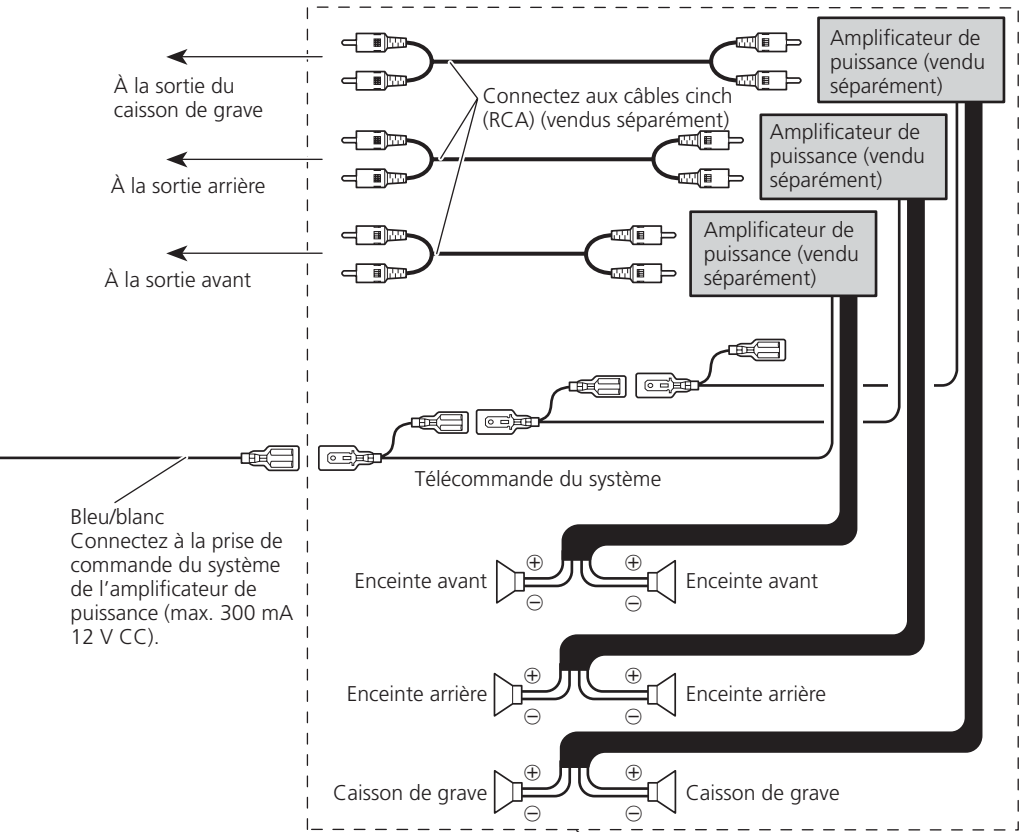 Amplificateur de
puissance (vendu
séparément)
À la sortie du
caisson de grave
Connectez aux câbles cinch
(RCA) (vendus séparément)
Amplificateur de
puissance (vendu
séparément)
À la sortie arrière
Amplificateur de
puissance (vendu
séparément)
À la sortie avant
Télécommande du système
Bleu/blanc
Connectez à la prise de
commande du système
de l’amplificateur de
puissance (max. 300 mA
12 V CC).
Enceinte avant
⊕
⊖
⊕
⊖
Enceinte avant
Enceinte arrière
⊕
⊖
⊕
⊖
Enceinte arrière
Caisson de grave
⊕
⊖
⊕
⊖
Caisson de grave